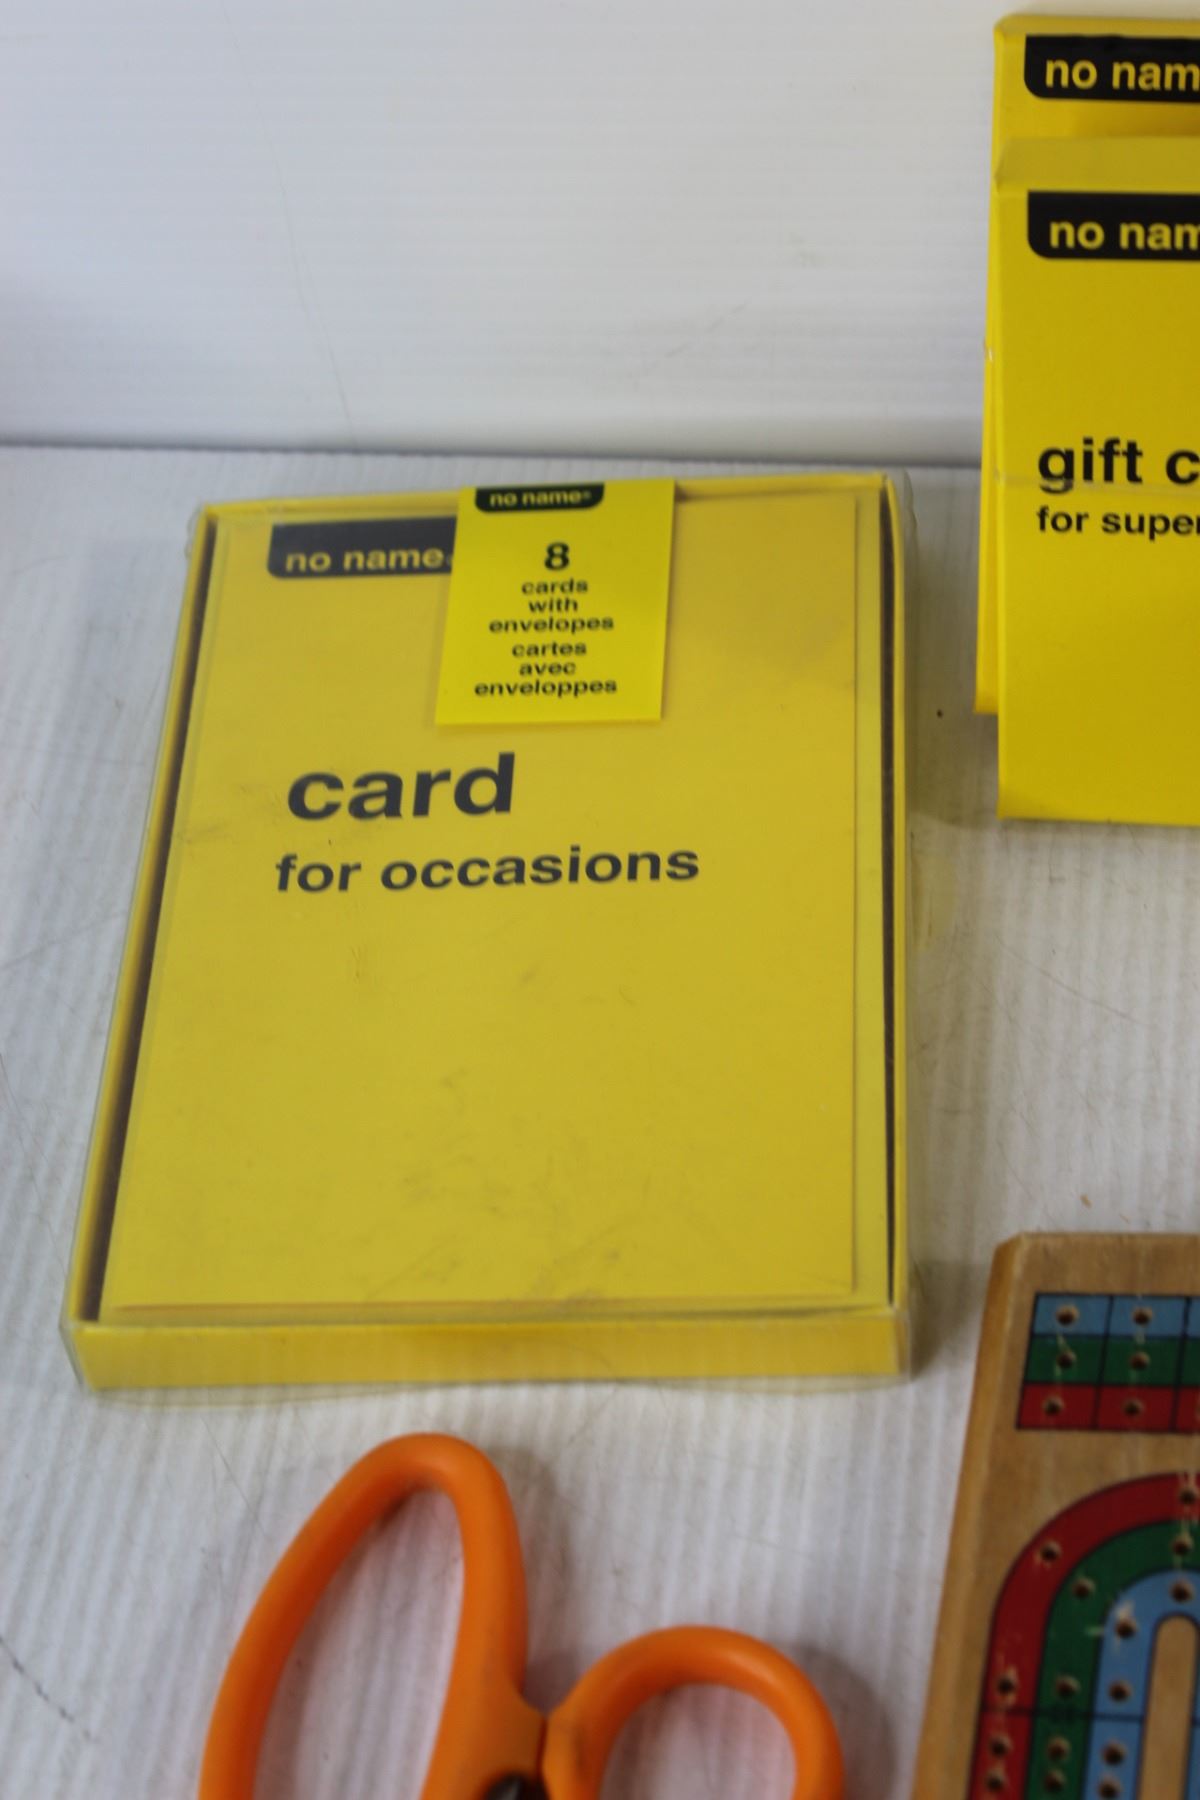 no name
8
cards
with
envelopes
cartes
avec
enveloppes
no name
card
for occasions
no nam
no nam
gift c
for super